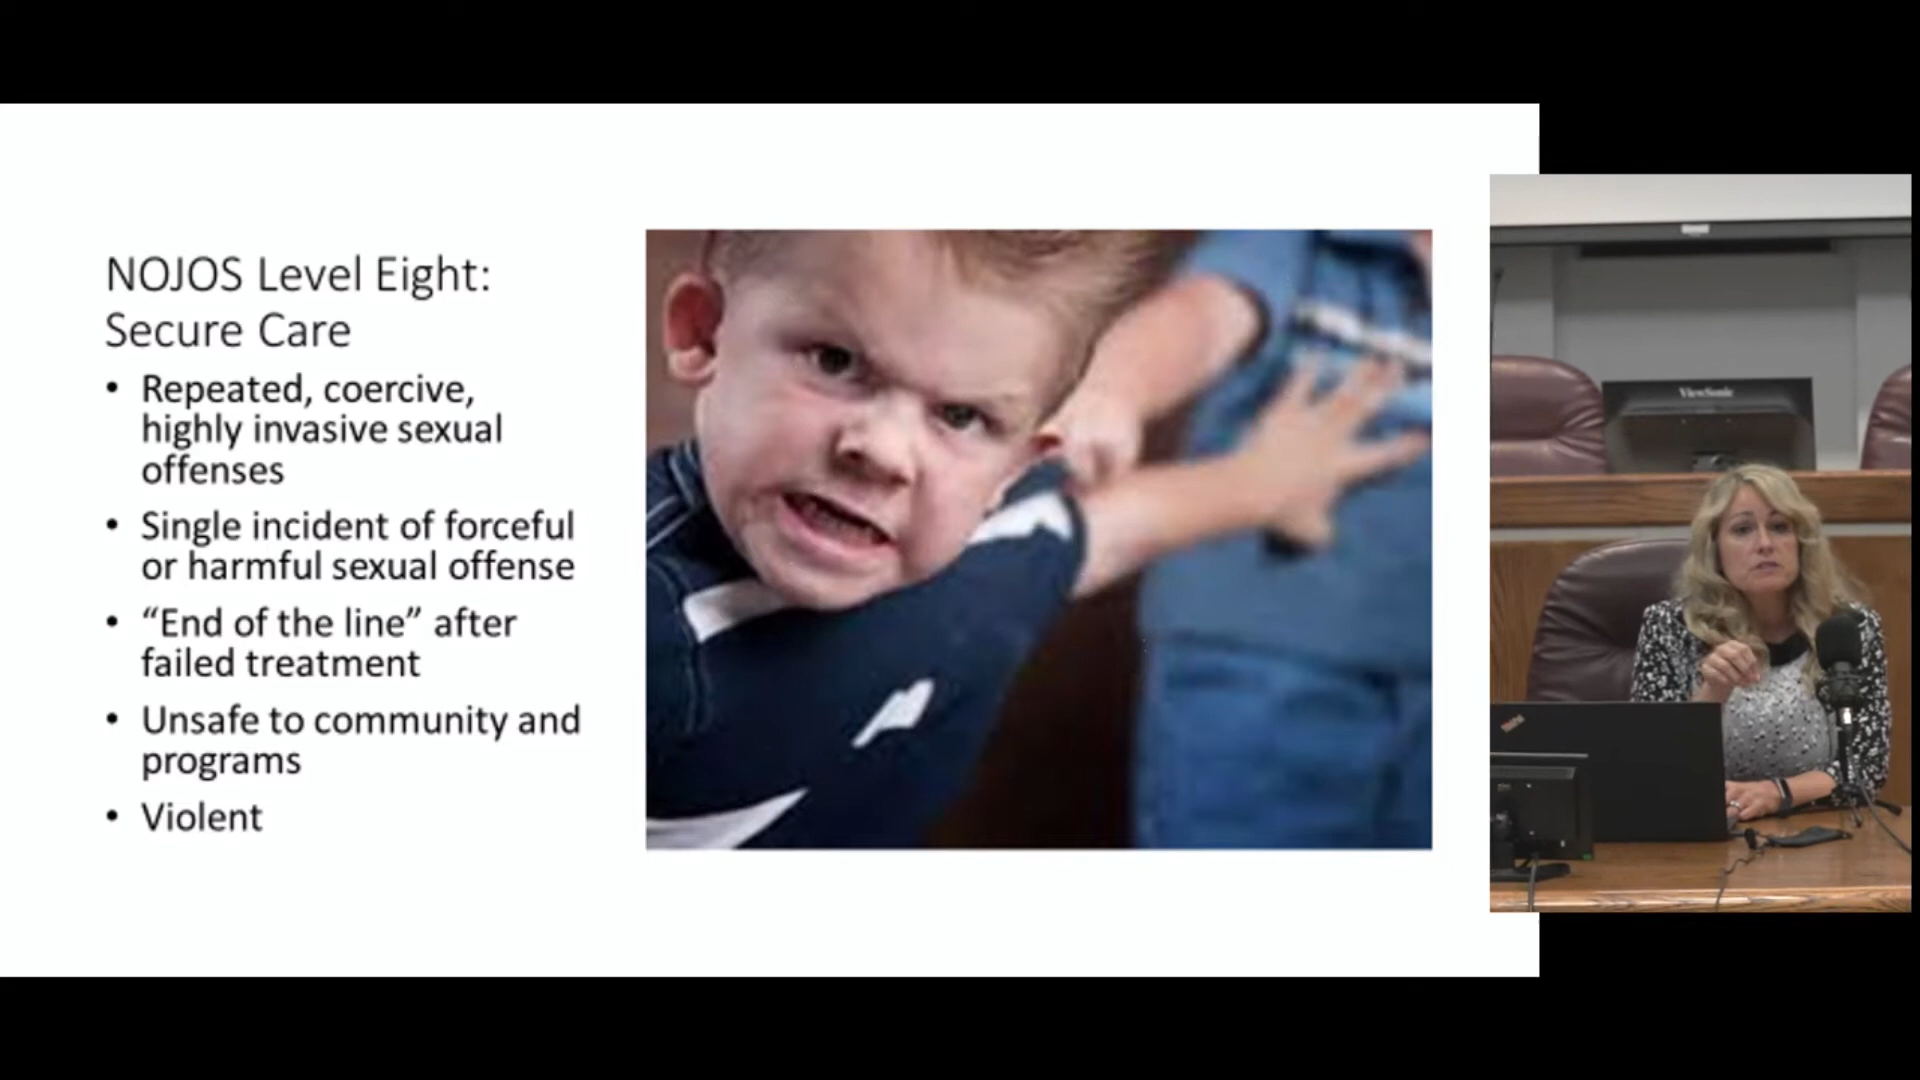 NOJOS Level Eight:
Secure Care
• Repeated, coercive,
highly invasive sexual
offenses
• Single incident of forceful
or harmful sexual offense
• “End of the line” after
failed treatment
• Unsafe to community and
programs
• Violent
ViewSonic